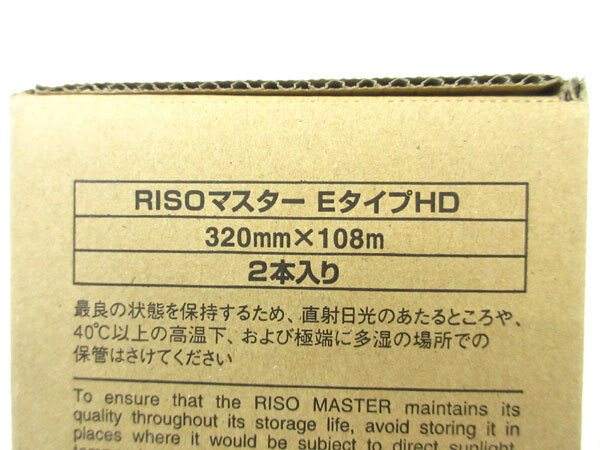 RISOマスター EタイプHD
320mm×108m
2本入り
最良の状態を保持するため、直射日光のあたるところや、
40℃以上の高温下、および極端に多湿の場所での
保管はさけてください
To ensure that the RISO MASTER maintains its
quality throughout its storage life, avoid storing it in
places where it would be subject to direct sunlight,